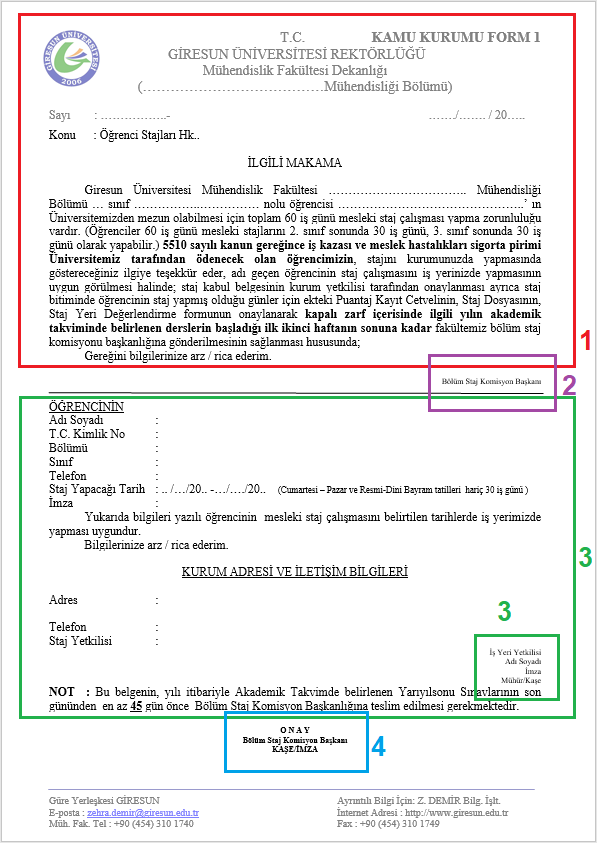 T.C.
KAMU KURUMU FORM 1
GİRESUN ÜNİVERSİTESİ
2006
GİRESUN ÜNİVERSİTESİ REKTÖRLÜĞÜ
Mühendislik Fakültesi Dekanlığı
(……………………………….Mühendisliği Bölümü)
Sayı : ……………..-
……./……. / 20…..
Konu : Öğrenci Stajları Hk..
İLGİLİ MAKAMA
Giresun Üniversitesi Mühendislik Fakültesi …………………………….. Mühendisliği
Bölümü … sınıf …………………… nolu öğrencisi …………………………………..' ın
Üniversitemizden mezun olabilmesi için toplam 60 iş günü mesleki staj çalışması yapma zorunluluğu
vardır. (Öğrenciler 60 iş günü mesleki stajlarını 2. sınıf sonunda 30 iş günü, 3. sınıf sonunda 30 iş
günü olarak yapabilir.) 5510 sayılı kanun gereğince iş kazası ve meslek hastalıkları sigorta pirimi
Üniversitemiz tarafından ödenecek olan öğrencimizin, stajını kurumunuzda yapmasında
göstereceğiniz ilgiye teşekkür eder, adı geçen öğrencinin staj çalışmasını iş yerinizde yapmasının
uygun görülmesi halinde; staj kabul belgesinin kurum yetkilisi tarafından onaylanması ayrıca staj
bitiminde öğrencinin staj yapmış olduğu günler için ekteki Puantaj Kayıt Cetvelinin, Staj Dosyasının,
Staj Yeri Değerlendirme formunun onaylanarak kapalı zarf içerisinde ilgili yılın akademik
takviminde belirlenen derslerin başladığı ilk ikinci haftanın sonuna kadar fakültemiz bölüm staj
komisyonu başkanlığına gönderilmesinin sağlanması hususunda;
Gereğini bilgilerinize arz / rica ederim.
1
Bölüm Staj Komisyon Başkanı
2
ÖĞRENCİNİN
Adı Soyadı :
T.C. Kimlik No :
Bölümü :
Sınıf :
Telefon :
Staj Yapacağı Tarih : .. /…/20.. -…/…./20.. (Cumartesi – Pazar ve Resmi-Dini Bayram tatilleri hariç 30 iş günü )
İmza :
Yukarıda bilgileri yazılı öğrencinin mesleki staj çalışmasını belirtilen tarihlerde iş yerimizde
yapması uygundur.
Bilgilerinize arz / rica ederim.
3
KURUM ADRESİ VE İLETİŞİM BİLGİLERİ
Adres :
3
Telefon :
Staj Yetkilisi :
İş Yeri Yetkilisi
Adı Soyadı
İmza
Mühür/Kaşe
NOT : Bu belgenin, yılı itibariyle Akademik Takvimde belirlenen Yarıyılsonu Sınavlarının son
gününden en az 45 gün önce Bölüm Staj Komisyon Başkanlığına teslim edilmesi gerekmektedir.
O N A Y
Bölüm Staj Komisyon Başkanı
KAŞE/İMZA
4
Güre Yerleşkesi GİRESUN
Ayrıntılı Bilgi İçin: Z. DEMİR Bilg. İşlt.
E-posta : zehra.demir@giresun.edu.tr
İnternet Adresi : http://www.giresun.edu.tr
Müh. Fak. Tel : +90 (454) 310 1740
Fax : +90 (454) 310 1749